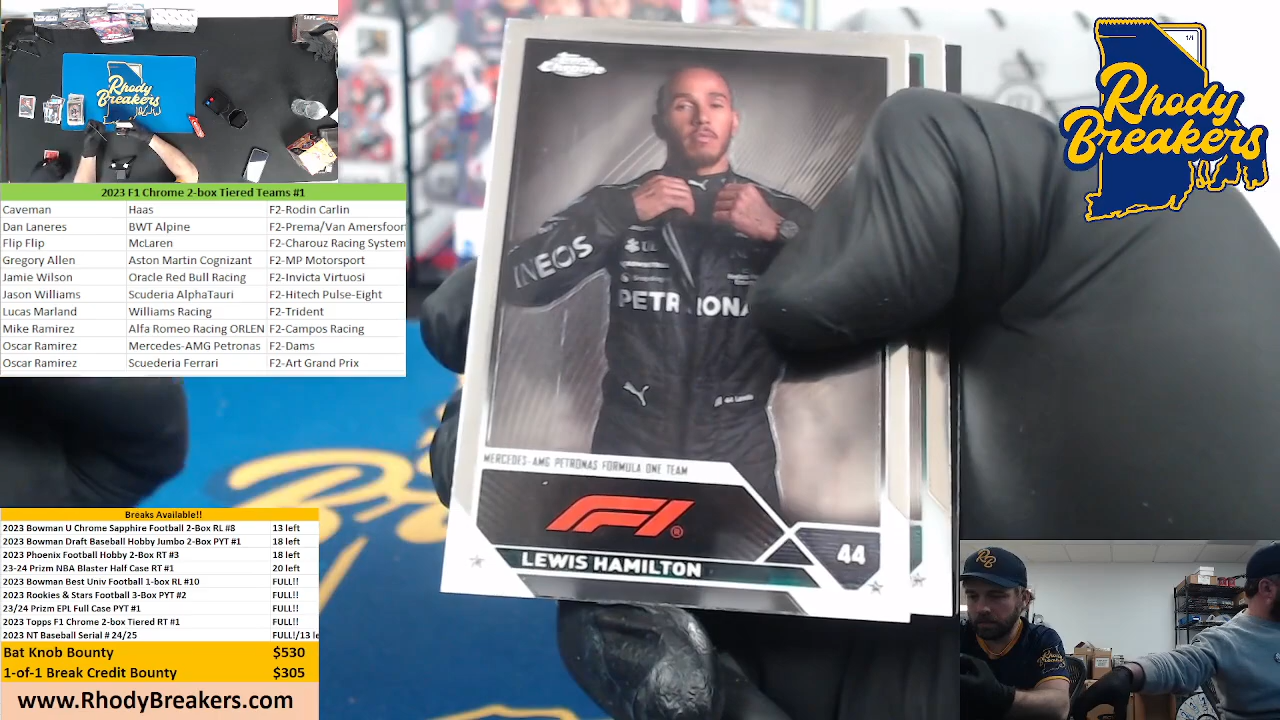 Rhody
Breakers
2023 F1 Chrome 2-box Tiered Teams #1
Caveman Haas F2-Rodin Carlin
Dan Laneres BWT Alpine F2-Prema/Van Amersfoor
Flip Flip McLaren F2-Charouz Racing System
Gregory Allen Aston Martin Cognizant F2-MP Motorsport
Jamie Wilson Oracle Red Bull Racing F2-Invicta Virtuosi
Jason Williams Scuderia AlphaTauri F2-Hitech Pulse-Eight
Lucas Marland Williams Racing F2-Trident
Mike Ramirez Alfa Romeo Racing ORLEN F2-Campos Racing
Oscar Ramirez Mercedes-AMG Petronas F2-Dams
Oscar Ramirez Scuederia Ferrari F2-Art Grand Prix
Breaks Available!!
2023 Bowman U Chrome Sapphire Football 2-Box RL #8 13 left
2023 Bowman Draft Baseball Hobby Jumbo 2-Box PYT #1 18 left
2023 Phoenix Football Hobby 2-Box RT #3 18 left
23-24 Prizm NBA Blaster Half Case RT #1 20 left
2023 Bowman Best Univ Football 1-box RL #10 FULL!!
2023 Rookies & Stars Football 3-Box PYT #2 FULL!!
23/24 Prizm EPL Full Case PYT #1 FULL!!
2023 Topps F1 Chrome 2-box Tiered RT #1 FULL!!
2023 NT Baseball Serial # 24/25 FULL!/13 le
Bat Knob Bounty $530
1-of-1 Break Credit Bounty $305
www.RhodyBreakers.com
INEOS
PETRONA
MERCEDES-AMG PETRONAS FORMULA ONE TEAM
F1
LEWIS HAMILTON
44
1/1
Rhody
Breakers
RB
Rhody
Breakers